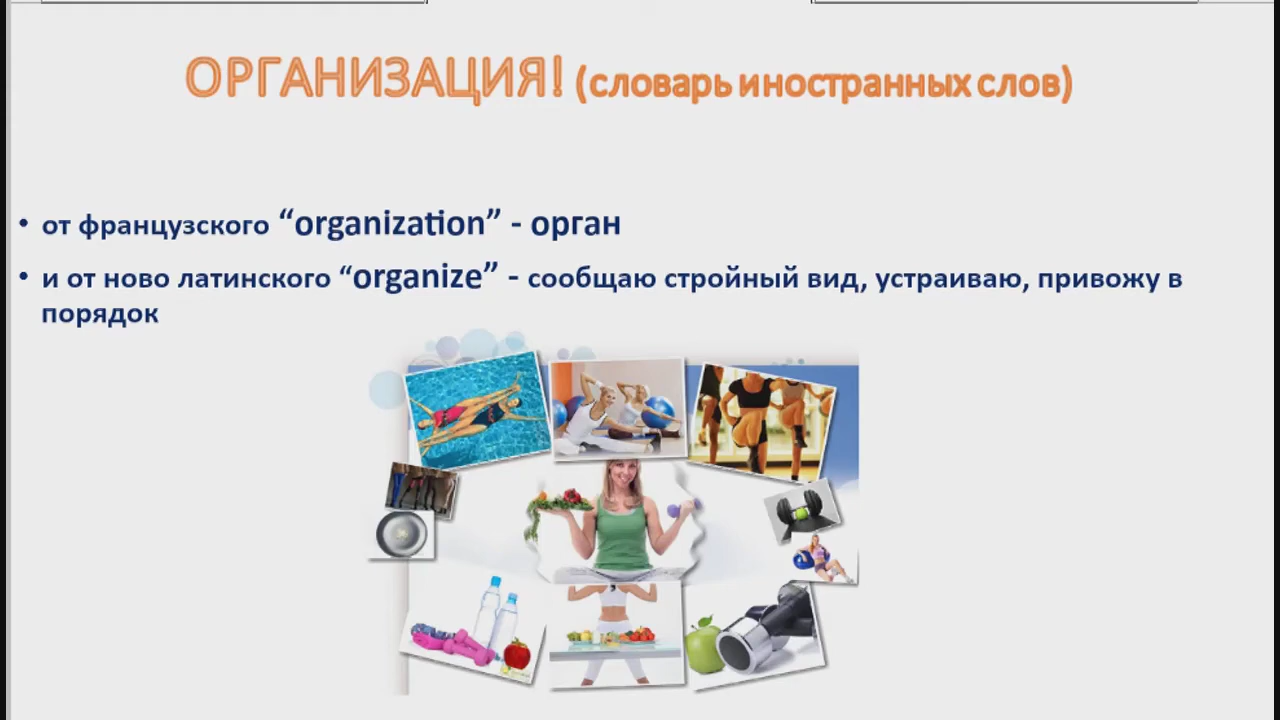 ОРГАНИЗАЦИЯ! (словарь иностранных слов)
• от французского “organization” - орган
• и от ново латинского “organize” - сообщаю стройный вид, устраиваю, привожу в
порядок